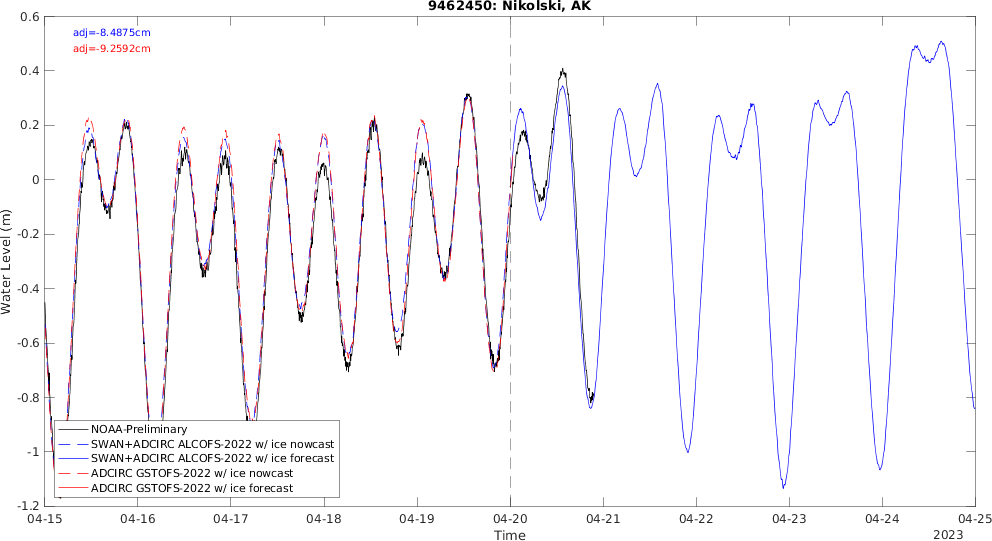 9462450: Nikolski, AK
adj=-8.4875cm
adj=-9.2592cm
0.6
0.4
0.2
0
-0.2
-0.4
-0.6
-0.8
-1
-1.2
Water Level (m)
NOAA-Preliminary
SWAN+ADCIRC ALCOFS-2022 w/ ice nowcast
SWAN+ADCIRC ALCOFS-2022 w/ ice forecast
ADCIRC GSTOFS-2022 w/ ice nowcast
ADCIRC GSTOFS-2022 w/ ice forecast
04-15 04-16 04-17 04-18 04-19 04-20 04-21 04-22 04-23 04-24 04-25
Time
2023